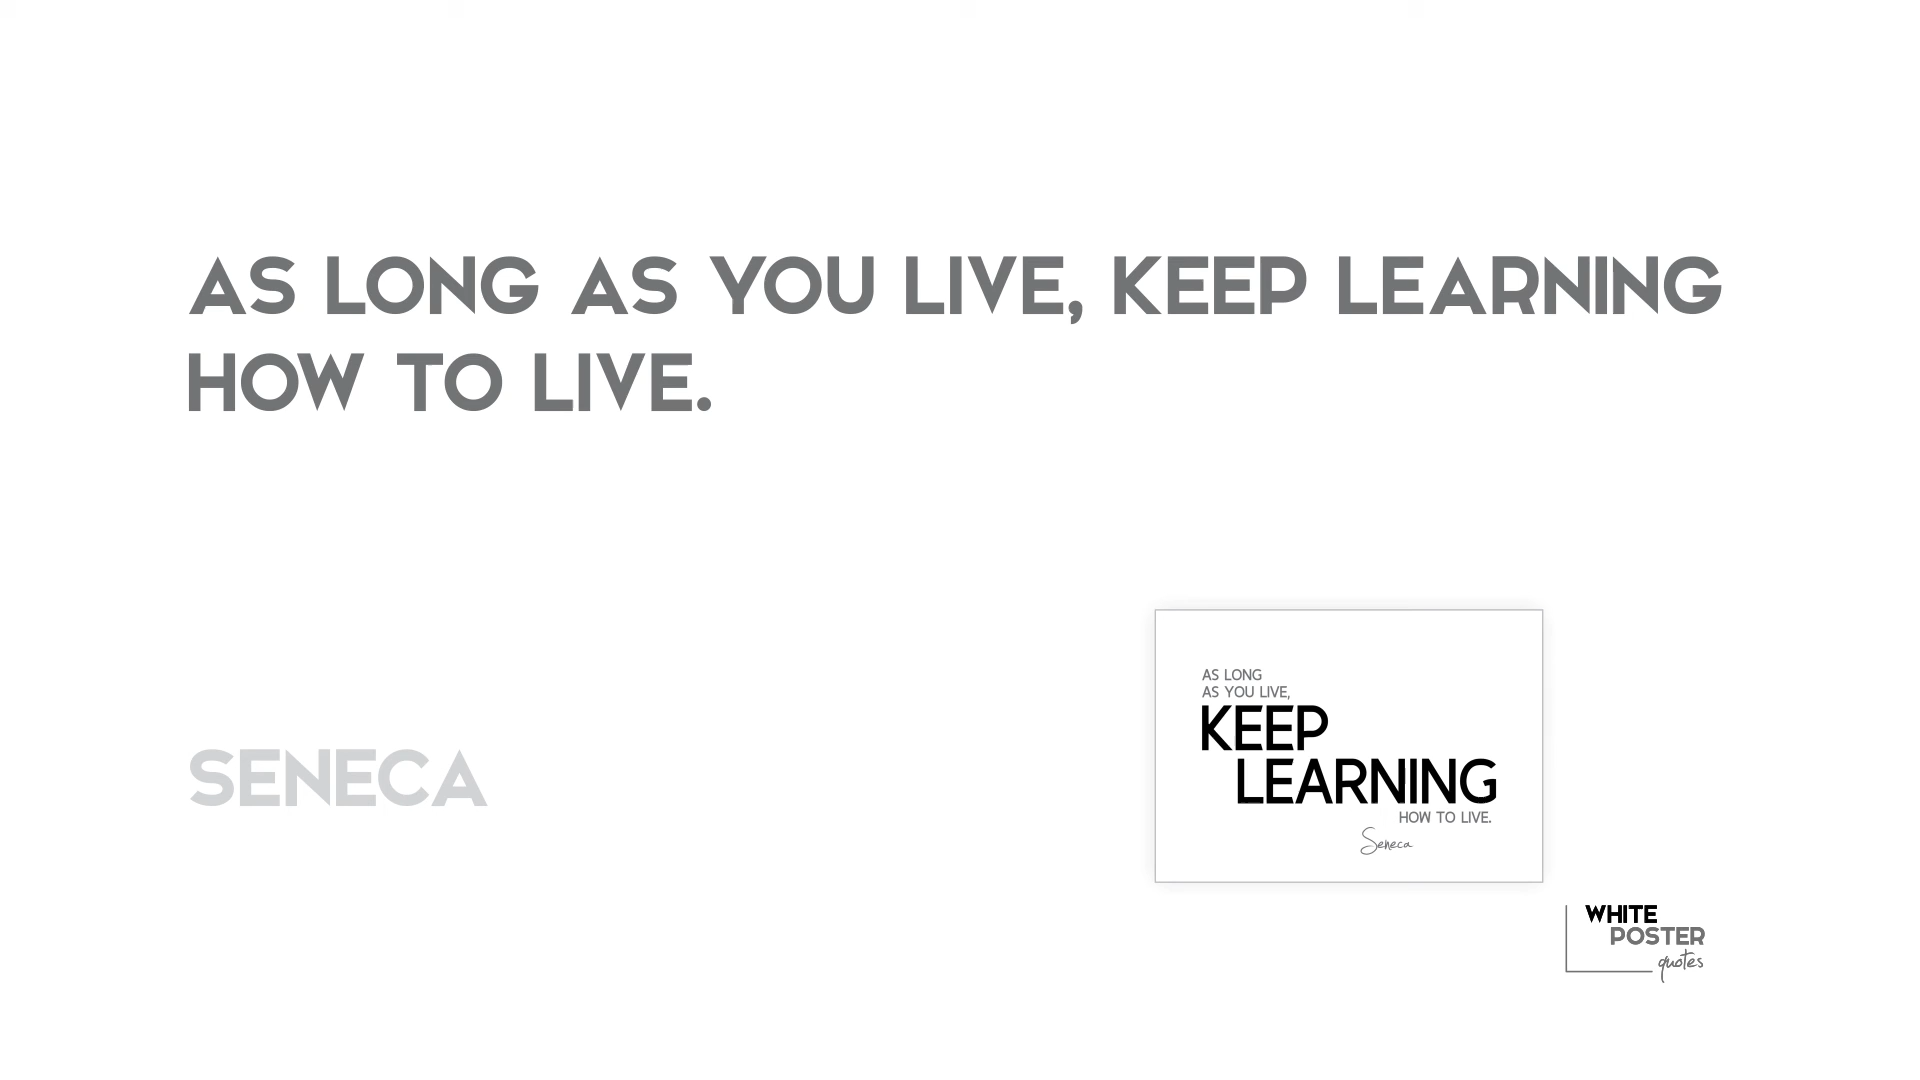 AS LONG AS YOU LIVE, KEEP LEARNING
HOW TO LIVE.
SENECA
AS LONG
AS YOU LIVE,
KEEP
LEARNING
HOW TO LIVE.
Seneca
WHITE
POSTER
quotes